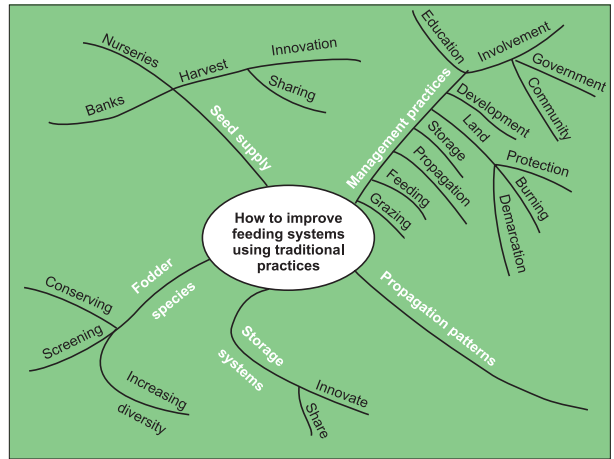 How to improve
feeding systems
using traditional
practices
Seed supply
Nurseries
Banks
Harvest
Innovation
Sharing
Management practices
Education
Involvement
Government
Community
Development
Land
Protection
Burning
Demarcation
Storage
Propagation
Feeding
Grazing
Propagation patterns
Storage
systems
Innovate
Share
Fodder
species
Conserving
Screening
Increasing
diversity